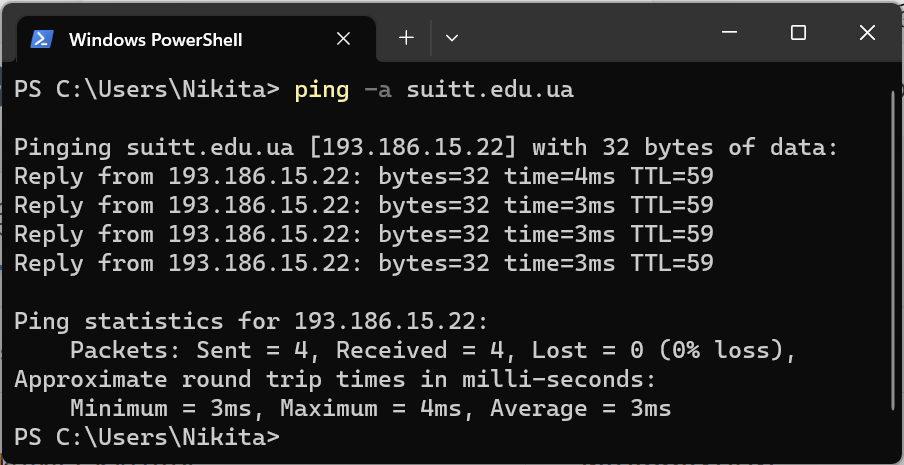 Windows PowerShell
PS C:\Users\Nikita> ping -a suitt.edu.ua
Pinging suitt.edu.ua [193.186.15.22] with 32 bytes of data:
Reply from 193.186.15.22: bytes=32 time=4ms TTL=59
Reply from 193.186.15.22: bytes=32 time=3ms TTL=59
Reply from 193.186.15.22: bytes=32 time=3ms TTL=59
Reply from 193.186.15.22: bytes=32 time=3ms TTL=59
Ping statistics for 193.186.15.22:
Packets: Sent = 4, Received = 4, Lost = 0 (0% loss),
Approximate round trip times in milli-seconds:
Minimum = 3ms, Maximum = 4ms, Average = 3ms
PS C:\Users\Nikita>